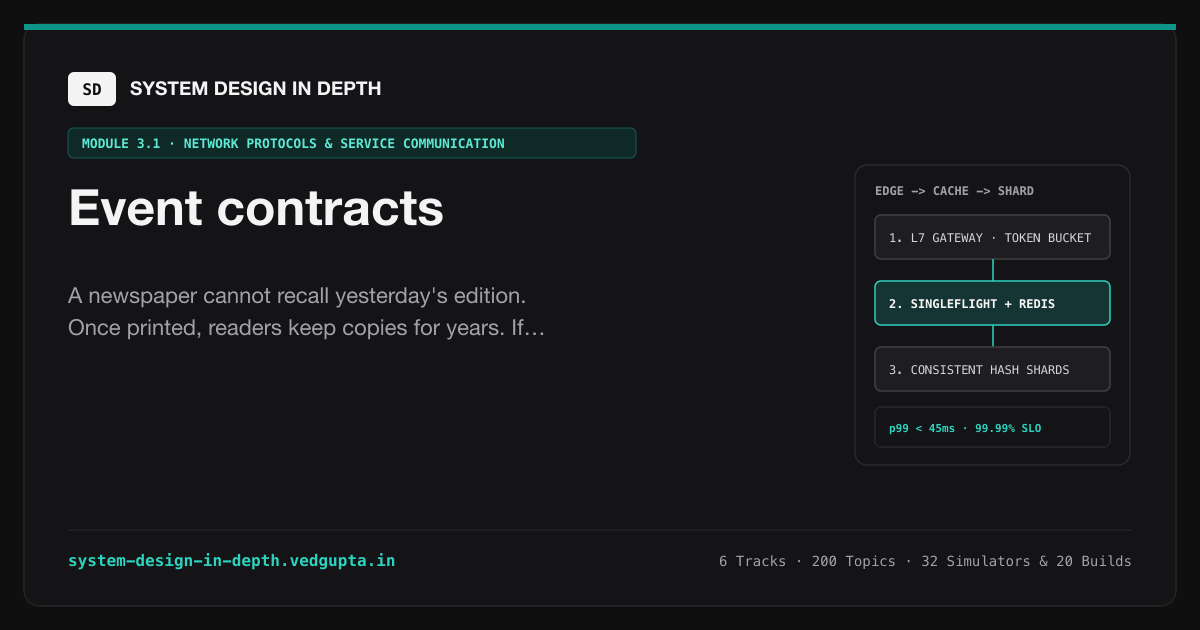 SD SYSTEM DESIGN IN DEPTH
MODULE 3.1 · NETWORK PROTOCOLS & SERVICE COMMUNICATION
Event contracts
A newspaper cannot recall yesterday's edition.
Once printed, readers keep copies for years. If…
EDGE —> CACHE —> SHARD
1. L7 GATEWAY · TOKEN BUCKET
2. SINGLEFLIGHT + REDIS
3. CONSISTENT HASH SHARDS
p99 < 45ms · 99.99% SLO
system-design-in-depth.vedgupta.in
6 Tracks · 200 Topics · 32 Simulators & 20 Builds